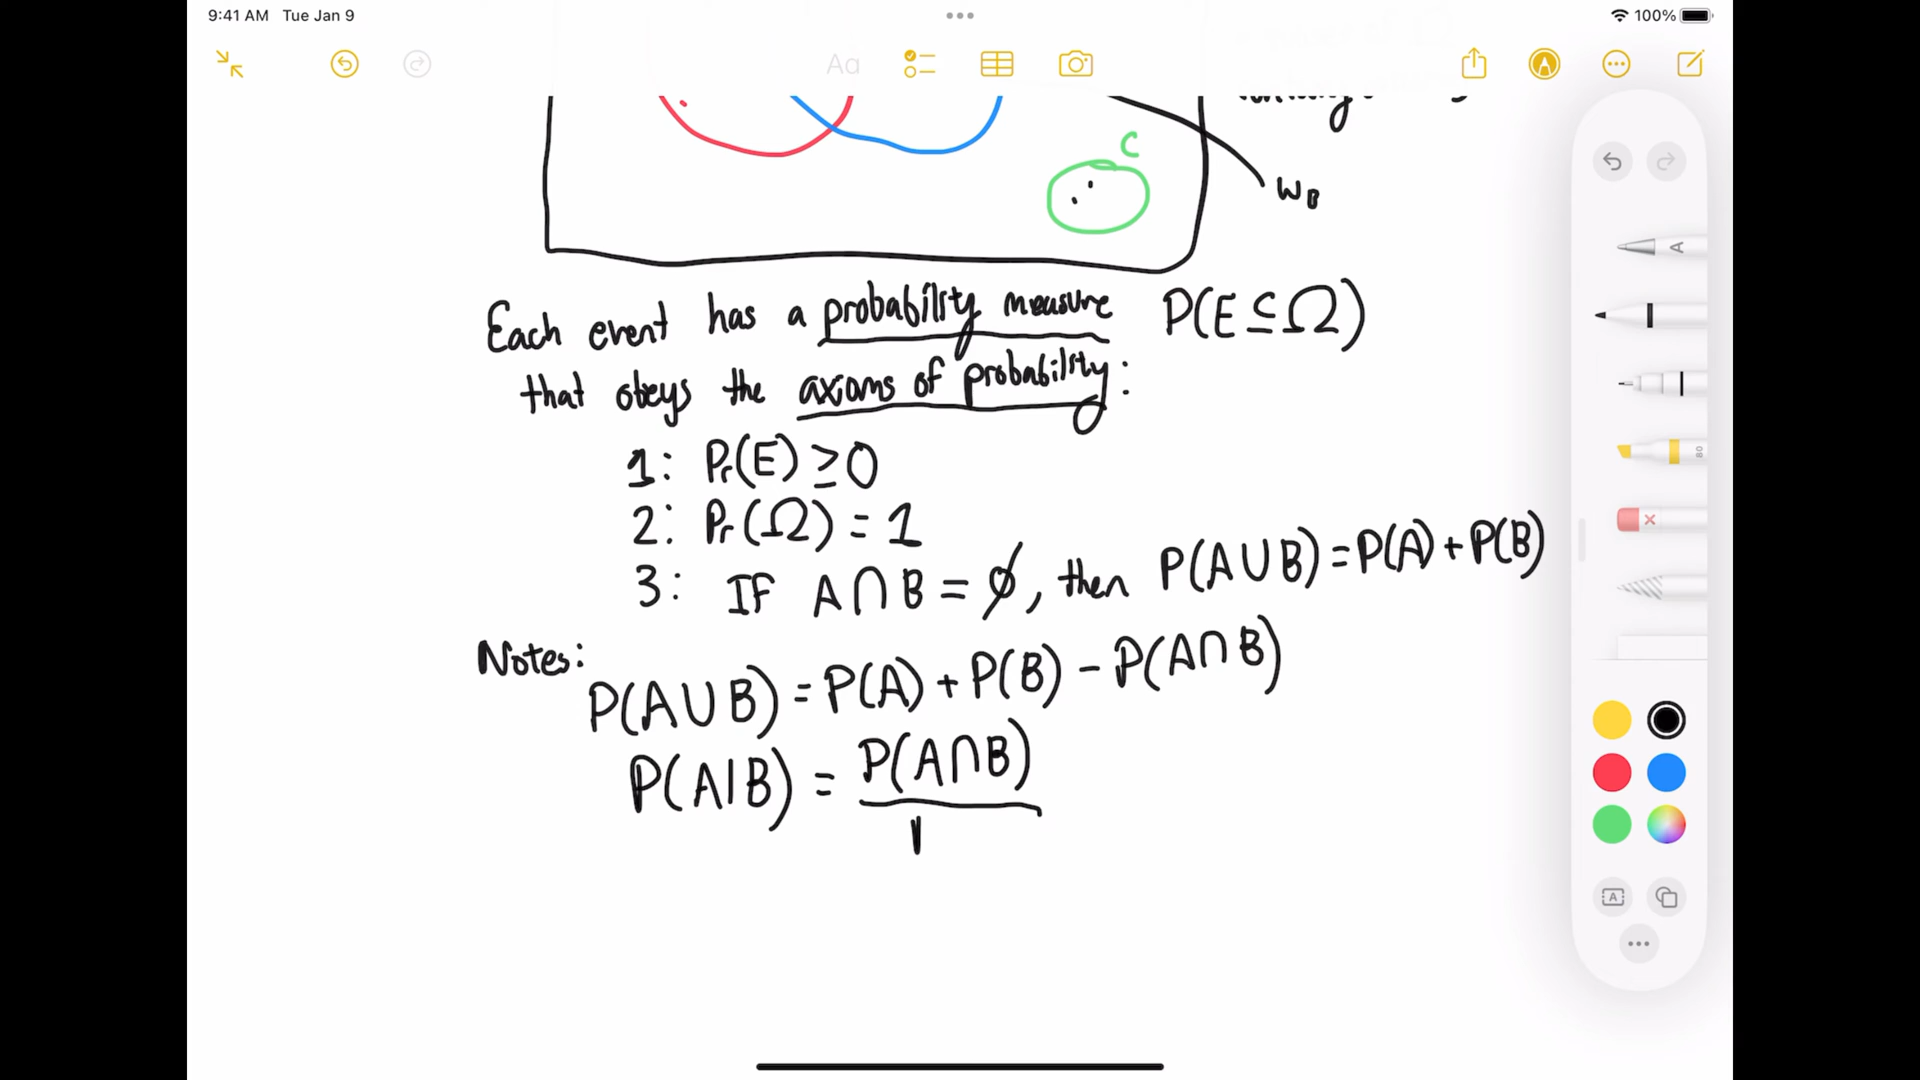 9:41 AM Tue Jan 9
100%
Aa
C
W
Each event has a probability measure P(E ⊆ Ω)
that obeys the axioms of probability:
1: Pr(E) ≥ 0
2: Pr(Ω) = 1
3: IF A ∩ B = ∅, then P(A ∪ B) = P(A) + P(B)
Notes:
P(A ∪ B) = P(A) + P(B) - P(A ∩ B)
P(A|B) = P(A ∩ B)
A
80
A